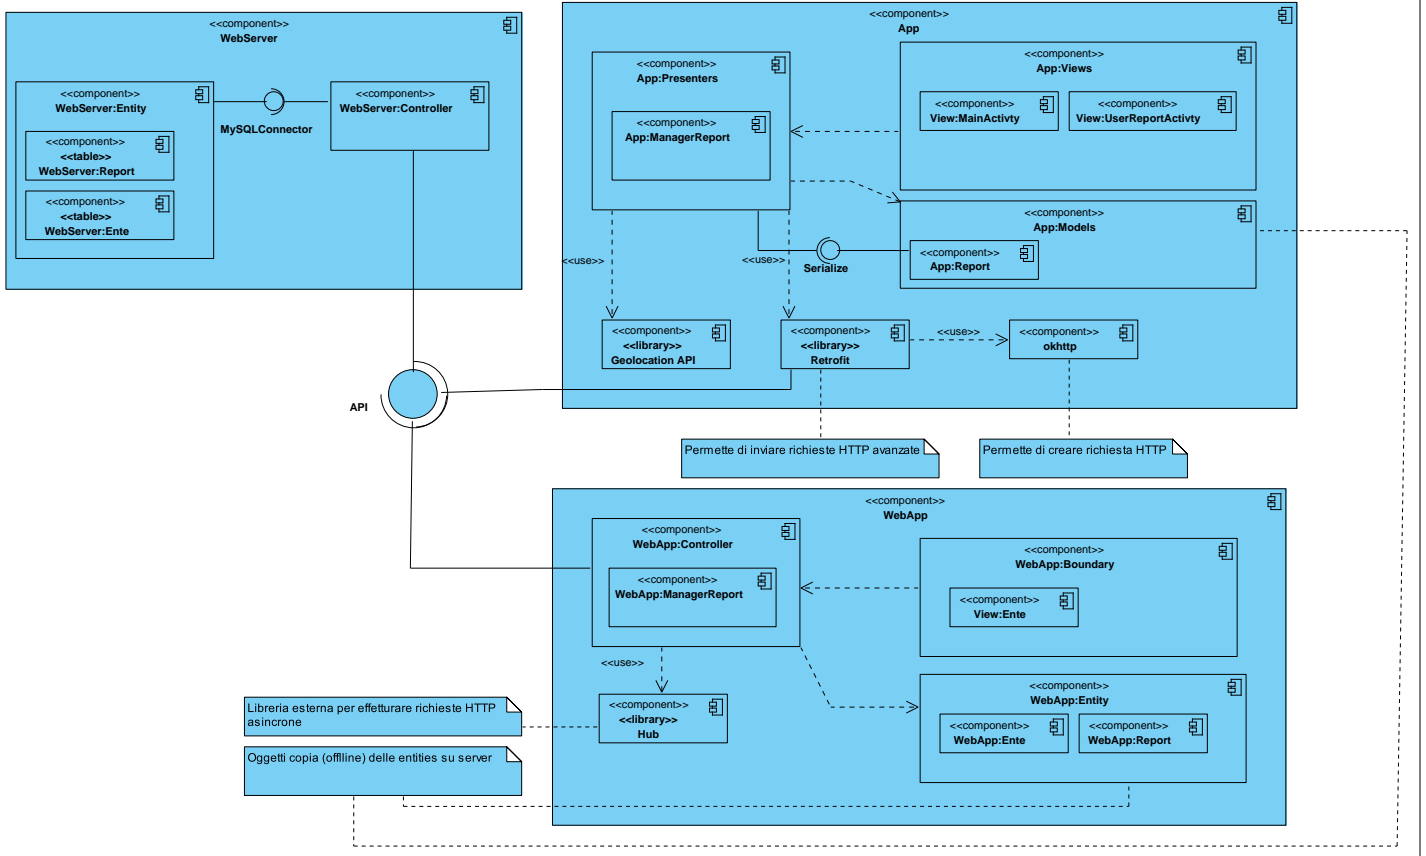 <<component>>
WebServer
<<component>>
WebServer:Entity
<<component>>
<<table>>
WebServer:Report
<<component>>
<<table>>
WebServer:Ente
MySQLConnector
<<component>>
WebServer:Controller
<<component>>
App
<<component>>
App:Presenters
<<component>>
App:ManagerReport
<<component>>
App:Views
<<component>>
View:MainActivty
<<component>>
View:UserReportActivty
<<component>>
App:Models
<<component>>
App:Report
Serialize
<<use>>
<<use>>
<<component>>
<<library>>
Geolocation API
<<component>>
<<library>>
Retrofit
<<use>>
<<component>>
okhttp
API
Permette di inviare richieste HTTP avanzate
Permette di creare richiesta HTTP
<<component>>
WebApp
<<component>>
WebApp:Controller
<<component>>
WebApp:ManagerReport
<<component>>
WebApp:Boundary
<<component>>
View:Ente
<<use>>
<<component>>
<<library>>
Hub
<<component>>
WebApp:Entity
<<component>>
WebApp:Ente
<<component>>
WebApp:Report
Libreria esterna per effetturare richieste HTTP
asincrone
Oggetti copia (offlline) delle entities su server